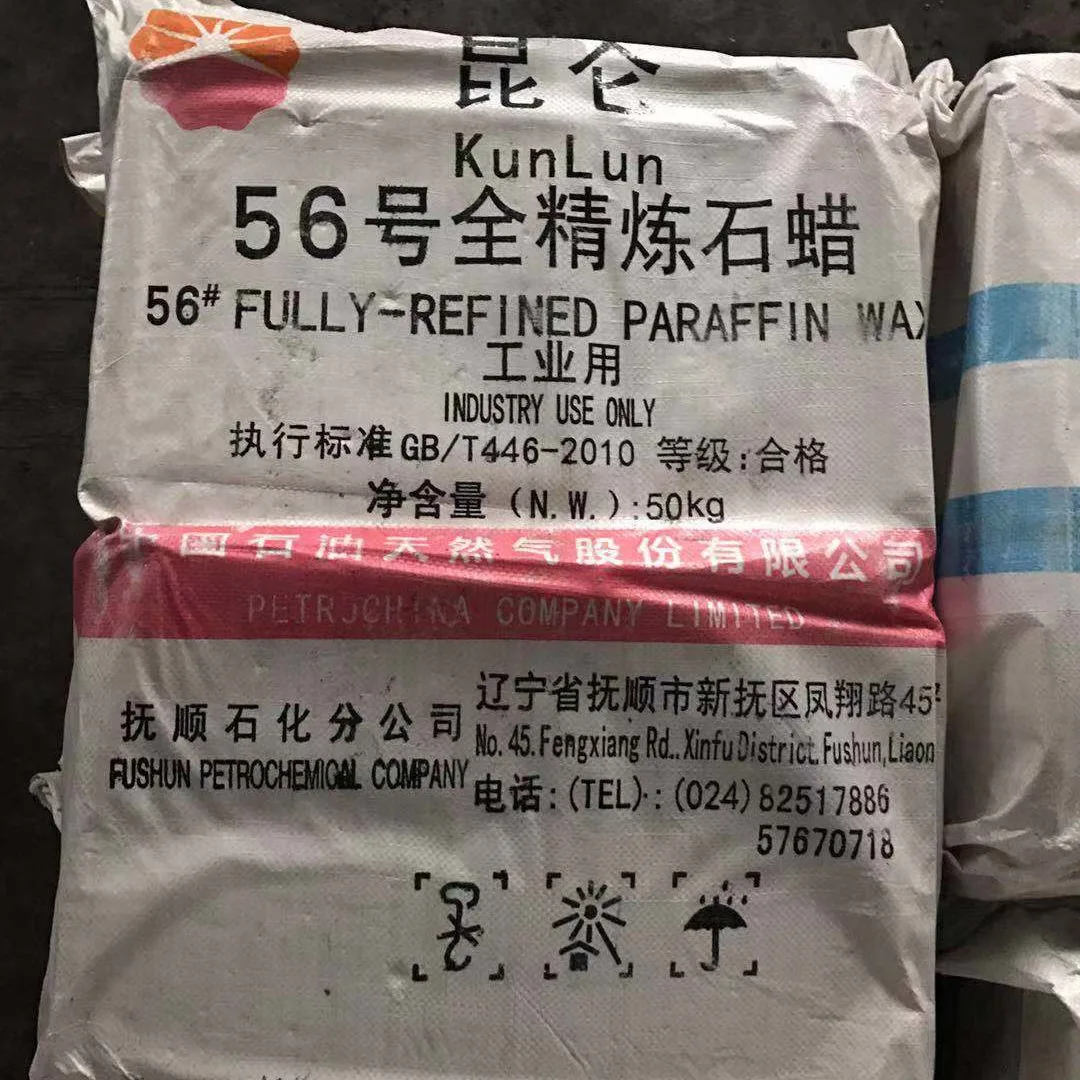 昆仑
KunLun
56号全精炼石蜡
56# FULLY-REFINED PARAFFIN WAX
工业用
INDUSTRY USE ONLY
执行标准GB/T446-2010 等级:合格
净含量(N.W.):50kg
中国石油天然气股份有限公司
PETROCHINA COMPANY LIMITED
抚顺石化分公司
FUSHUN PETROCHEMICAL COMPANY
辽宁省抚顺市新抚区凤翔路45
No.45.Fengxiang Rd., Xinfu District, Fushun, Liaon
电话:(TEL):(024)82517886
57670718